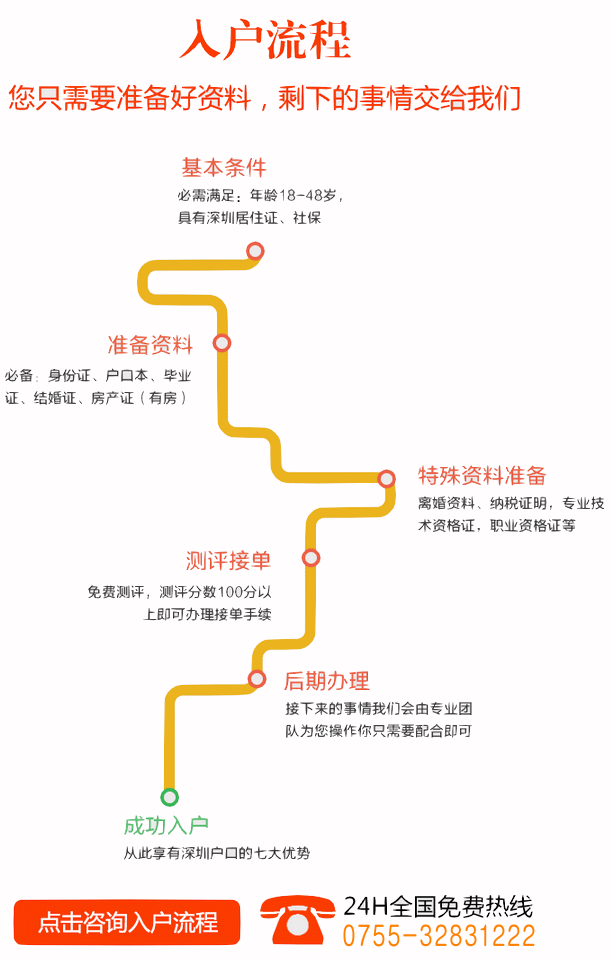 入户流程
您只需要准备好资料，剩下的事情交给我们
基本条件
必需满足：年龄18-48岁，
具有深圳居住证、社保
准备资料
必备：身份证、户口本、毕业
证、结婚证、房产证（有房）
特殊资料准备
离婚资料、纳税证明，专业技
术资格证，职业资格证等
测评接单
免费测评，测评分数100分以
上即可办理接单手续
后期办理
接下来的事情我们会由专业团
队为您操作你只需要配合即可
成功入户
从此享有深圳户口的七大优势
点击咨询入户流程
24H全国免费热线
0755-32831222